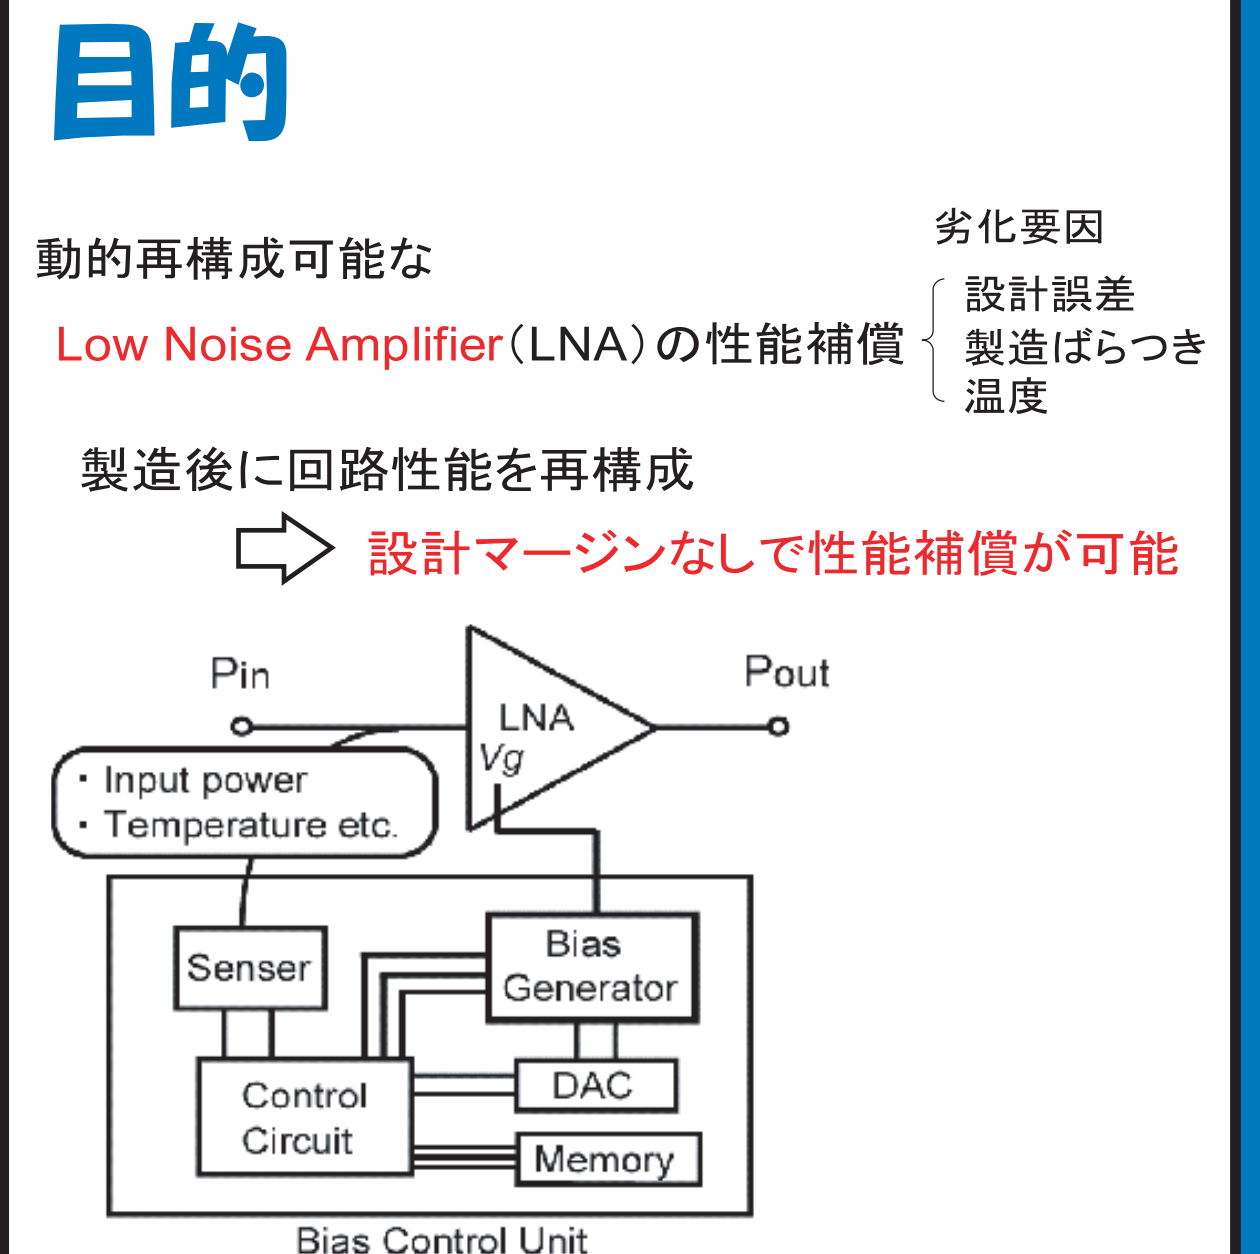 目的
劣化要因
動的再構成可能な
設計誤差
Low Noise Amplifier（LNA）の性能補償
製造ばらつき
温度
製造後に回路性能を再構成
設計マージンなしで性能補償が可能
Pin
Pout
LNA
Vg
・Input power
・Temperature etc.
Senser
Bias
Generator
Control
Circuit
DAC
Memory
Bias Control Unit